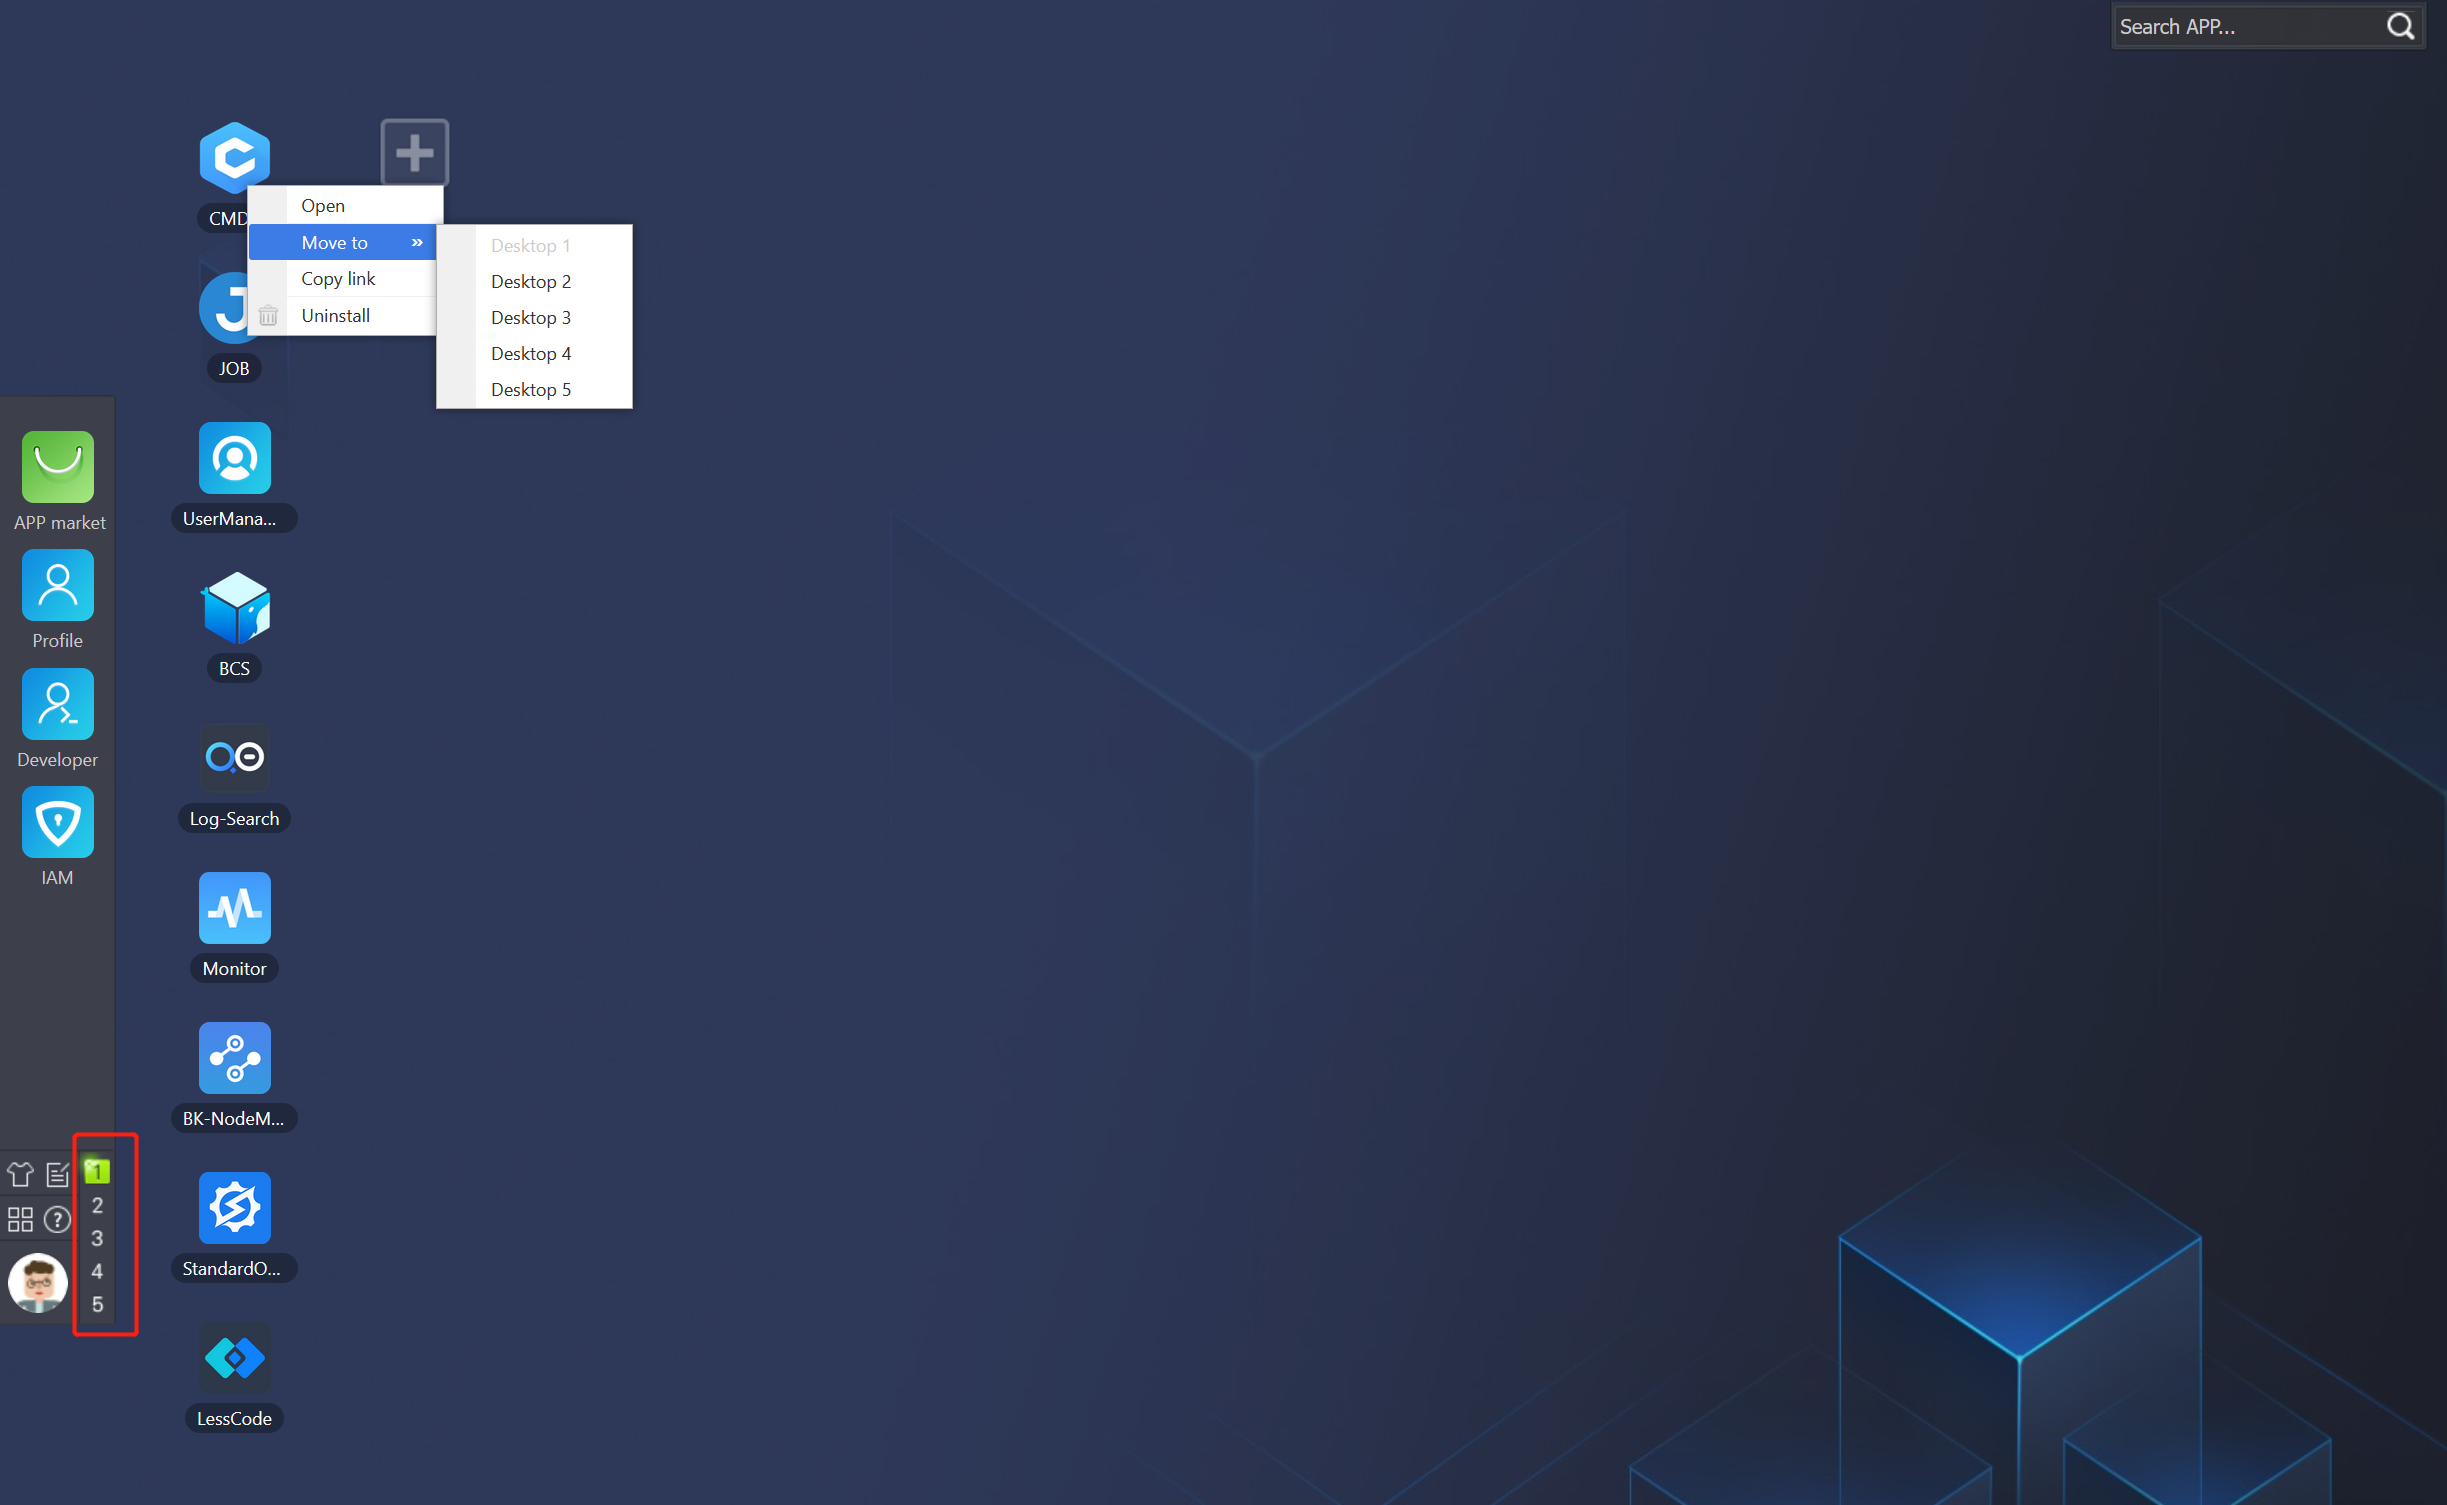 Search APP...
CMD
Open
Move to »
Copy link
Uninstall
Desktop 1
Desktop 2
Desktop 3
Desktop 4
Desktop 5
JOB
UserMana...
BCS
Log-Search
Monitor
BK-NodeM...
StandardO...
LessCode
APP market
Profile
Developer
IAM
1
2
3
4
5